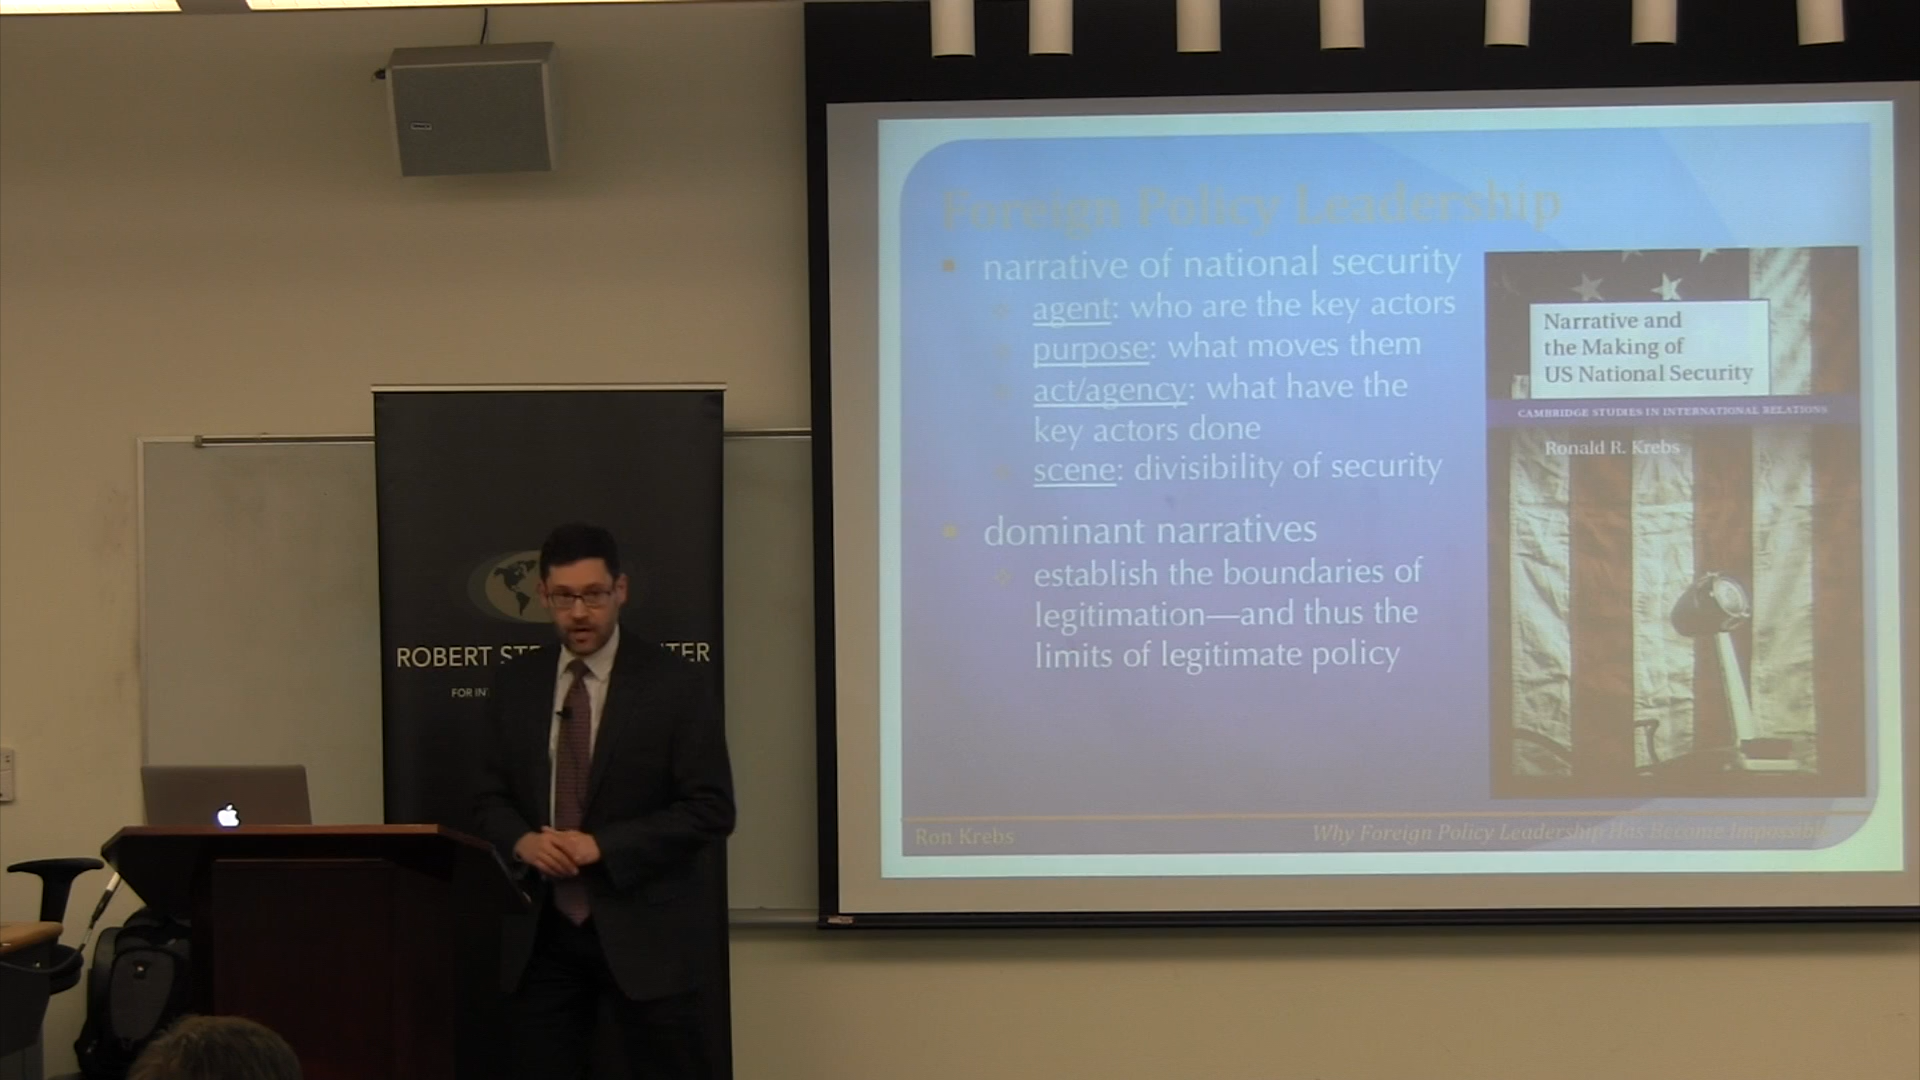 Foreign Policy Leadership
narrative of national security
agent: who are the key actors
purpose: what moves them
act/agency: what have the
key actors done
scene: divisibility of security
dominant narratives
establish the boundaries of
legitimation—and thus the
limits of legitimate policy
Narrative and
the Making of
US National Security
CAMBRIDGE STUDIES IN INTERNATIONAL RELATIONS
Ronald R. Krebs
Ron Krebs
Why Foreign Policy Leadership Has Become Impossible
ROBERT
FOR